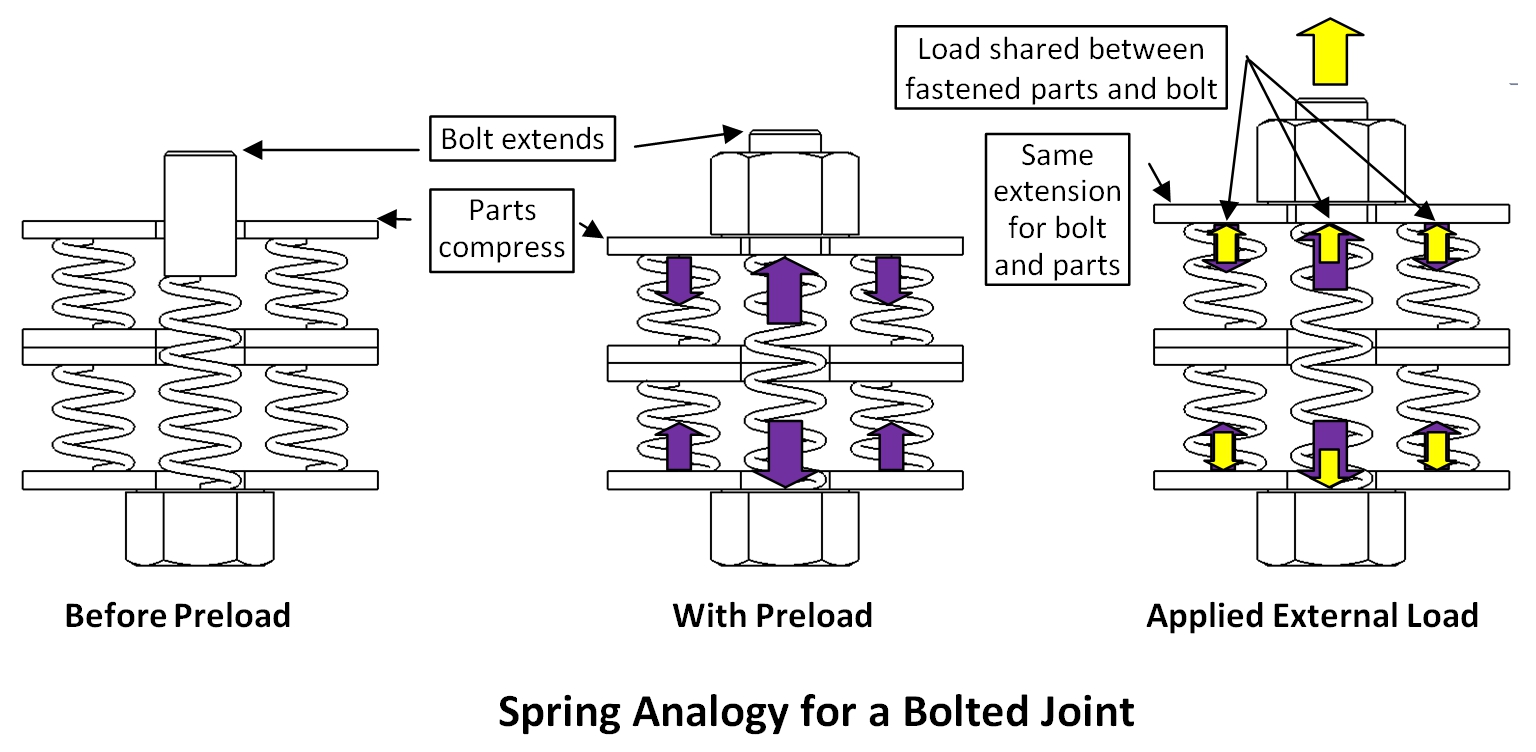 Load shared between
fastened parts and bolt
Bolt extends
Same
extension
for bolt
and parts
Parts
compress
Before Preload
With Preload
Applied External Load
Spring Analogy for a Bolted Joint